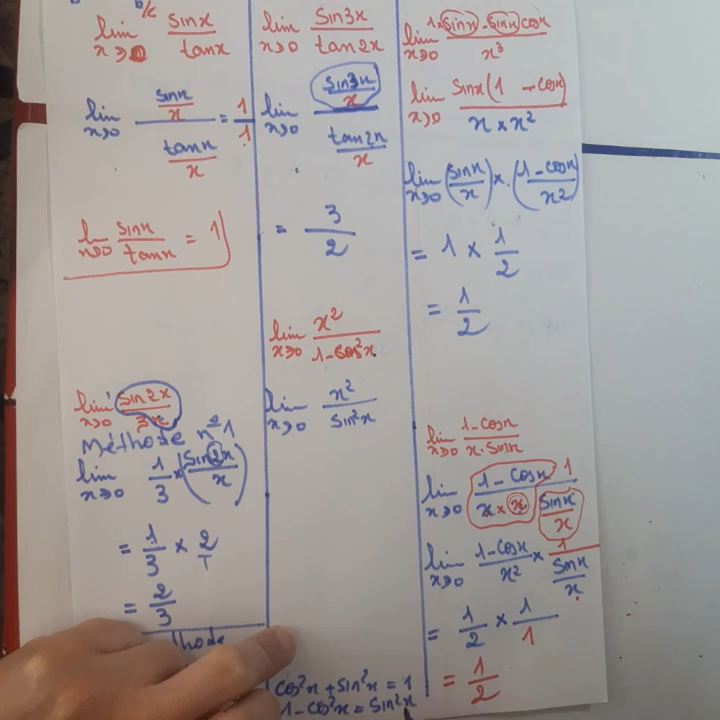 lim x→0 sinx/tanx
lim x→0 (sinx/x)/(tanx/x) = 1/1
lim x→0 sinx/tanx = 1
lim x→0 sin2x/3x
Méthode n°1
lim x→0 1/3 × (sin2x/x)
= 1/3 × 2/1
= 2/3
lim x→0 sin3x/tan2x
lim x→0 (sin3x/x)/(tan2x/x)
= 3/2
lim x→0 x²/1-cos²x
lim x→0 x²/sin²x
cos²x + sin²x = 1
1-cos²x = sin²x
lim x→0 1×sinx - sinx cosx/x³
lim x→0 sinx(1-cosx)/x×x²
lim x→0 (sinx/x)×.(1-cosx/x²)
= 1 × 1/2
= 1/2
lim x→0 1-cosx/x.sinx
lim x→0 1-cosx/x×x 1/(sinx/x)
lim x→0 1-cosx/x² × 1/(sinx/x)
= 1/2 × 1/1
= 1/2